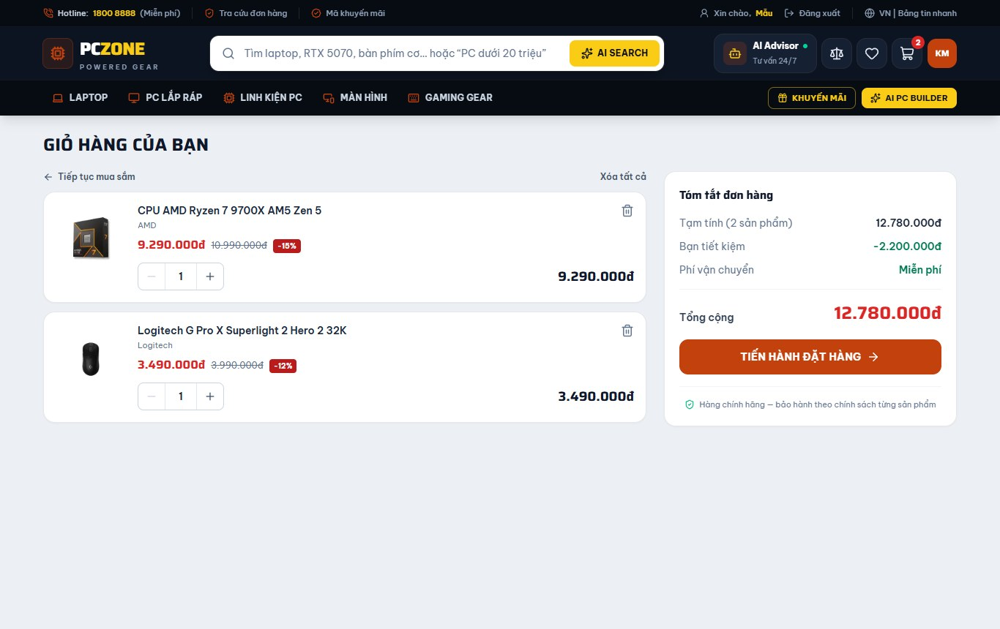 Hotline: 1800 8888 (Miễn phí) Tra cứu đơn hàng Mã khuyến mãi Xin chào, Mẫu Đăng xuất VN | Bảng tin nhanh
PCZONE
POWERED GEAR
Tìm laptop, RTX 5070, bàn phím cơ... hoặc “PC dưới 20 triệu” AI SEARCH
AI Advisor
Tư vấn 24/7
2
KM
LAPTOP PC LẮP RÁP LINH KIỆN PC MÀN HÌNH GAMING GEAR KHUYẾN MÃI AI PC BUILDER
GIỎ HÀNG CỦA BẠN
Tiếp tục mua sắm Xóa tất cả
CPU AMD Ryzen 7 9700X AM5 Zen 5
AMD
9.290.000đ 10.990.000đ -15%
1 9.290.000đ
Logitech G Pro X Superlight 2 Hero 2 32K
Logitech
3.490.000đ 3.990.000đ -12%
1 3.490.000đ
Tóm tắt đơn hàng
Tạm tính (2 sản phẩm) 12.780.000đ
Bạn tiết kiệm -2.200.000đ
Phí vận chuyển Miễn phí
Tổng cộng 12.780.000đ
TIẾN HÀNH ĐẶT HÀNG
Hàng chính hãng — bảo hành theo chính sách từng sản phẩm